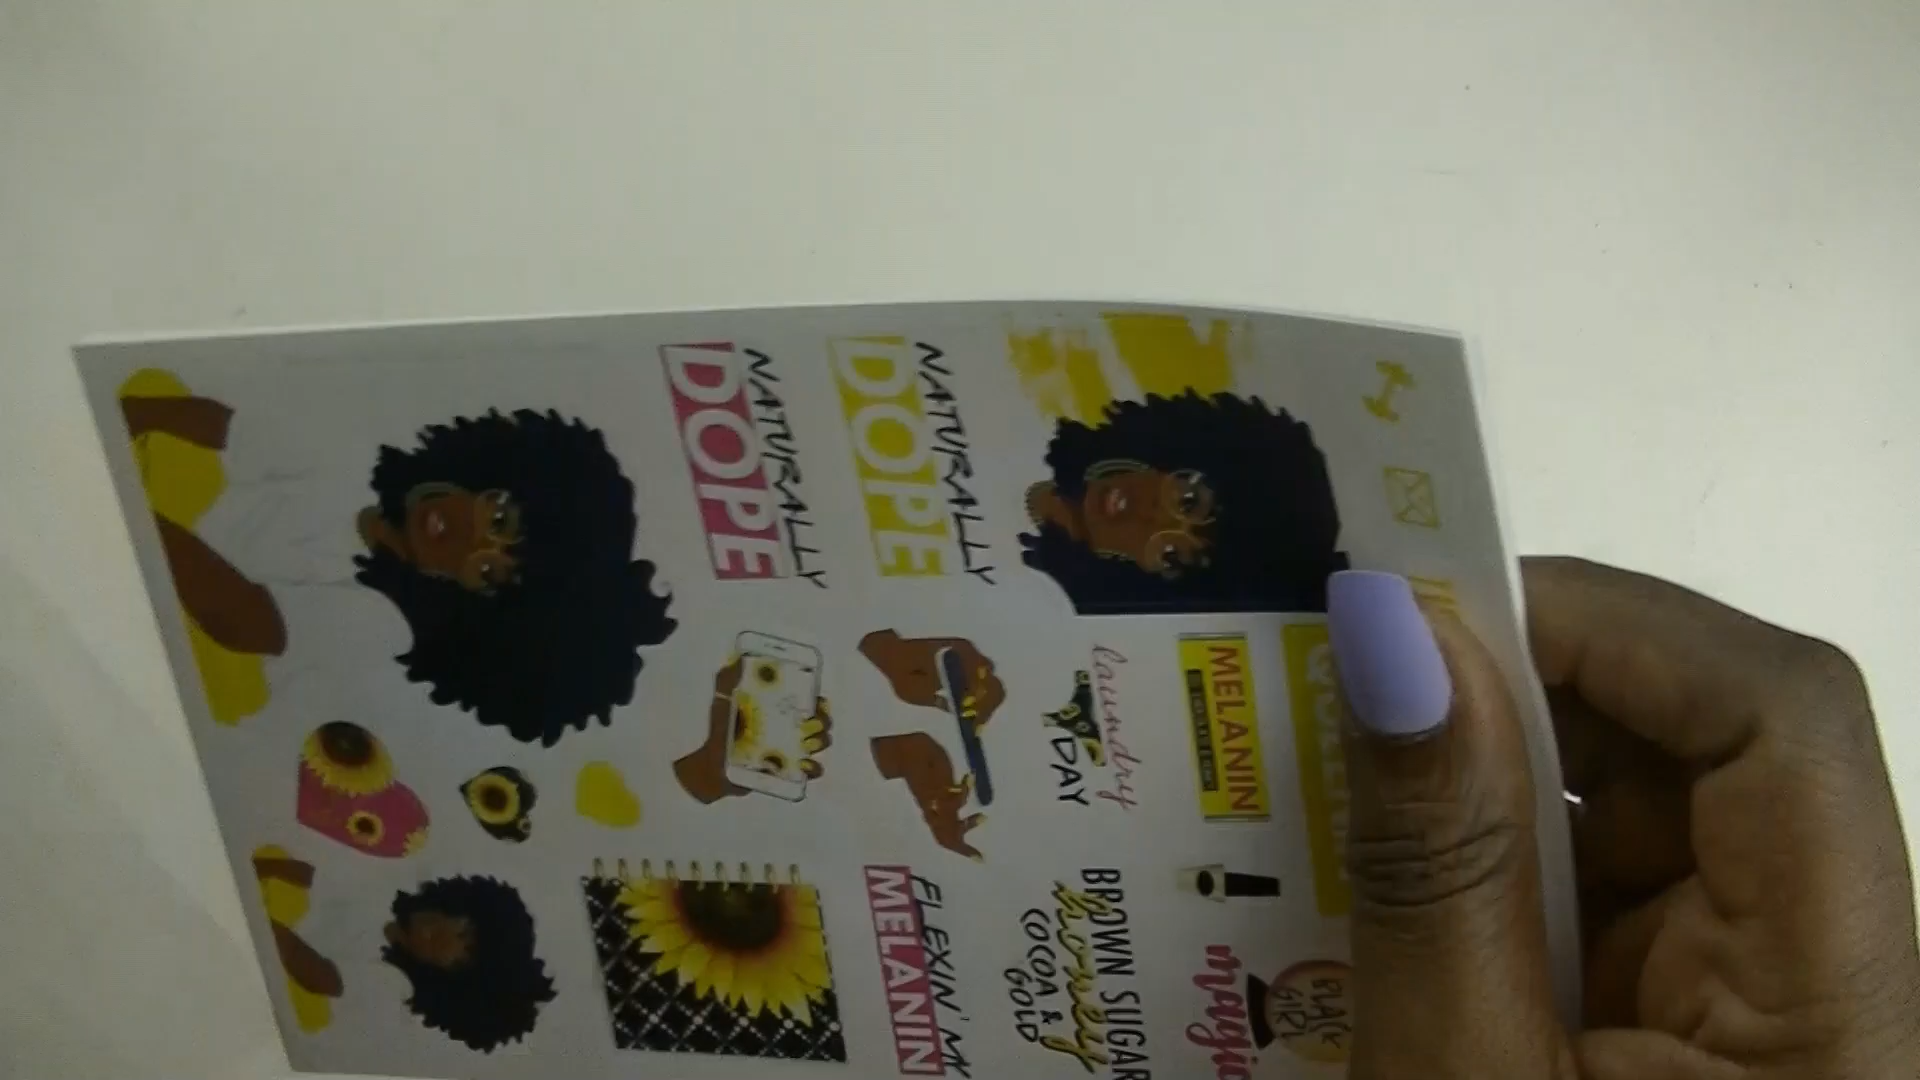 NATURALLY
DOPE
NATURALLY
DOPE
laundry
DAY
MELANIN
FLEXIN' MY
MELANIN
BROWN SUGAR
honey
COCOA &
GOLD
BLACK
GIRL
magic